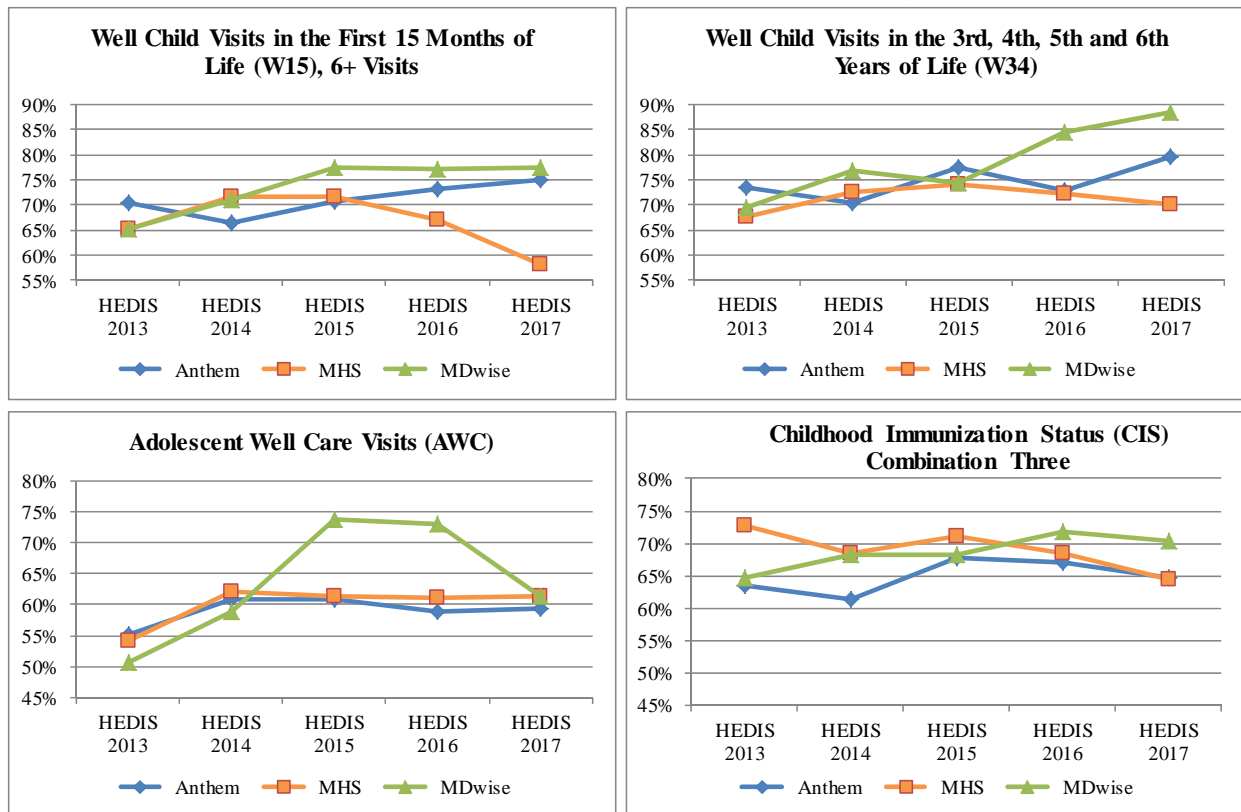 Well Child Visits in the First 15 Months of
Life (W15), 6+ Visits
90%
85%
80%
75%
70%
65%
60%
55%
HEDIS HEDIS HEDIS HEDIS HEDIS
2013 2014 2015 2016 2017
Anthem MHS MDwise
Well Child Visits in the 3rd, 4th, 5th and 6th
Years of Life (W34)
90%
85%
80%
75%
70%
65%
60%
55%
HEDIS HEDIS HEDIS HEDIS HEDIS
2013 2014 2015 2016 2017
Anthem MHS MDwise
Adolescent Well Care Visits (AWC)
80%
75%
70%
65%
60%
55%
50%
45%
HEDIS HEDIS HEDIS HEDIS HEDIS
2013 2014 2015 2016 2017
Anthem MHS MDwise
Childhood Immunization Status (CIS)
Combination Three
80%
75%
70%
65%
60%
55%
50%
45%
HEDIS HEDIS HEDIS HEDIS HEDIS
2013 2014 2015 2016 2017
Anthem MHS MDwise